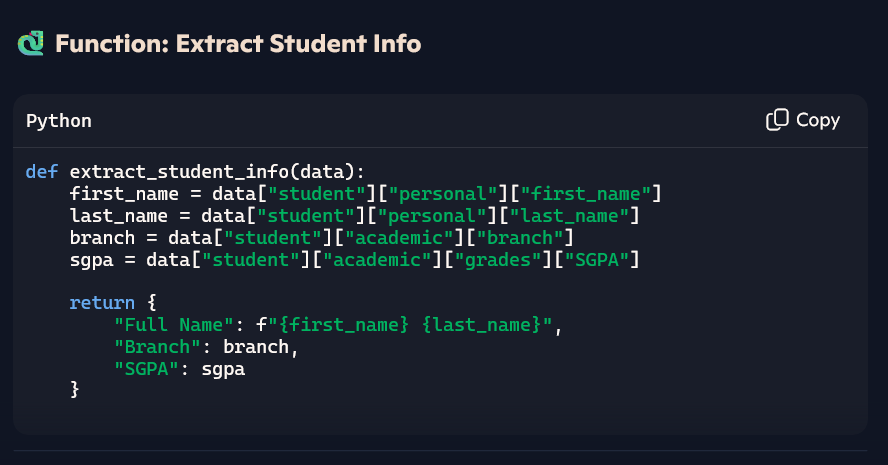 Function: Extract Student Info
Python
Copy
def extract_student_info(data):
    first_name = data["student"]["personal"]["first_name"]
    last_name = data["student"]["personal"]["last_name"]
    branch = data["student"]["academic"]["branch"]
    sgpa = data["student"]["academic"]["grades"]["SGPA"]

    return {
        "Full Name": f"{first_name} {last_name}",
        "Branch": branch,
        "SGPA": sgpa
    }